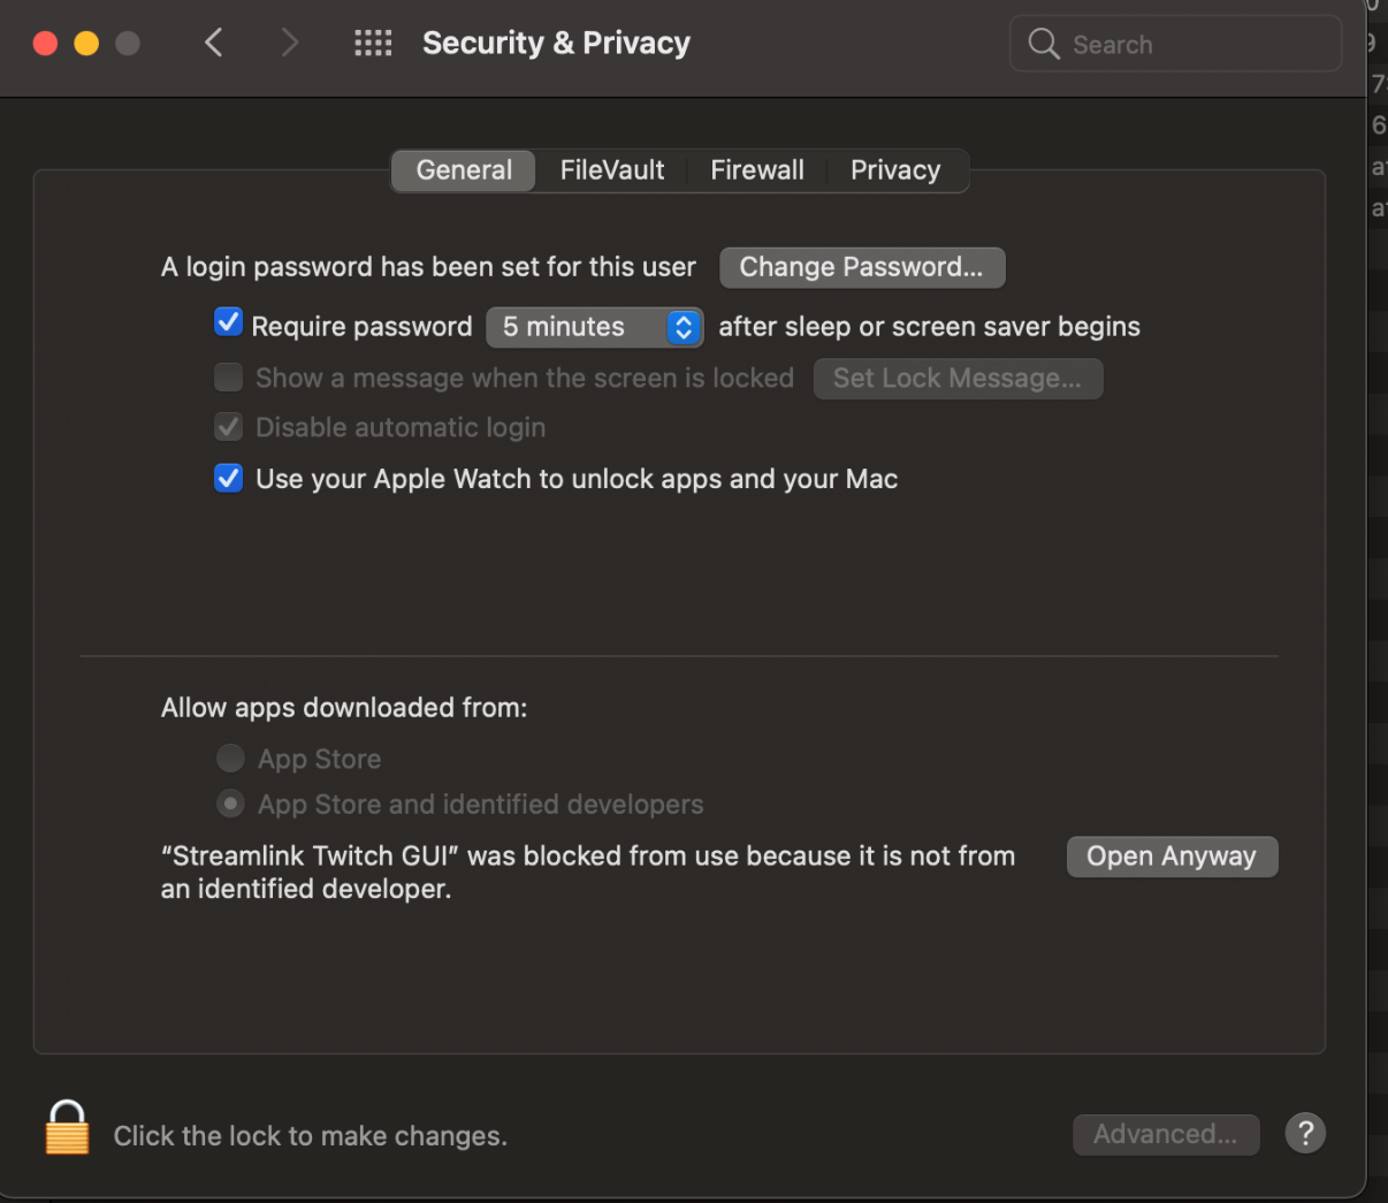 Security & Privacy
Search
General FileVault Firewall Privacy
A login password has been set for this user Change Password...
Require password 5 minutes after sleep or screen saver begins
Show a message when the screen is locked Set Lock Message...
Disable automatic login
Use your Apple Watch to unlock apps and your Mac
Allow apps downloaded from:
App Store
App Store and identified developers
“Streamlink Twitch GUI” was blocked from use because it is not from Open Anyway
an identified developer.
Click the lock to make changes. Advanced... ?